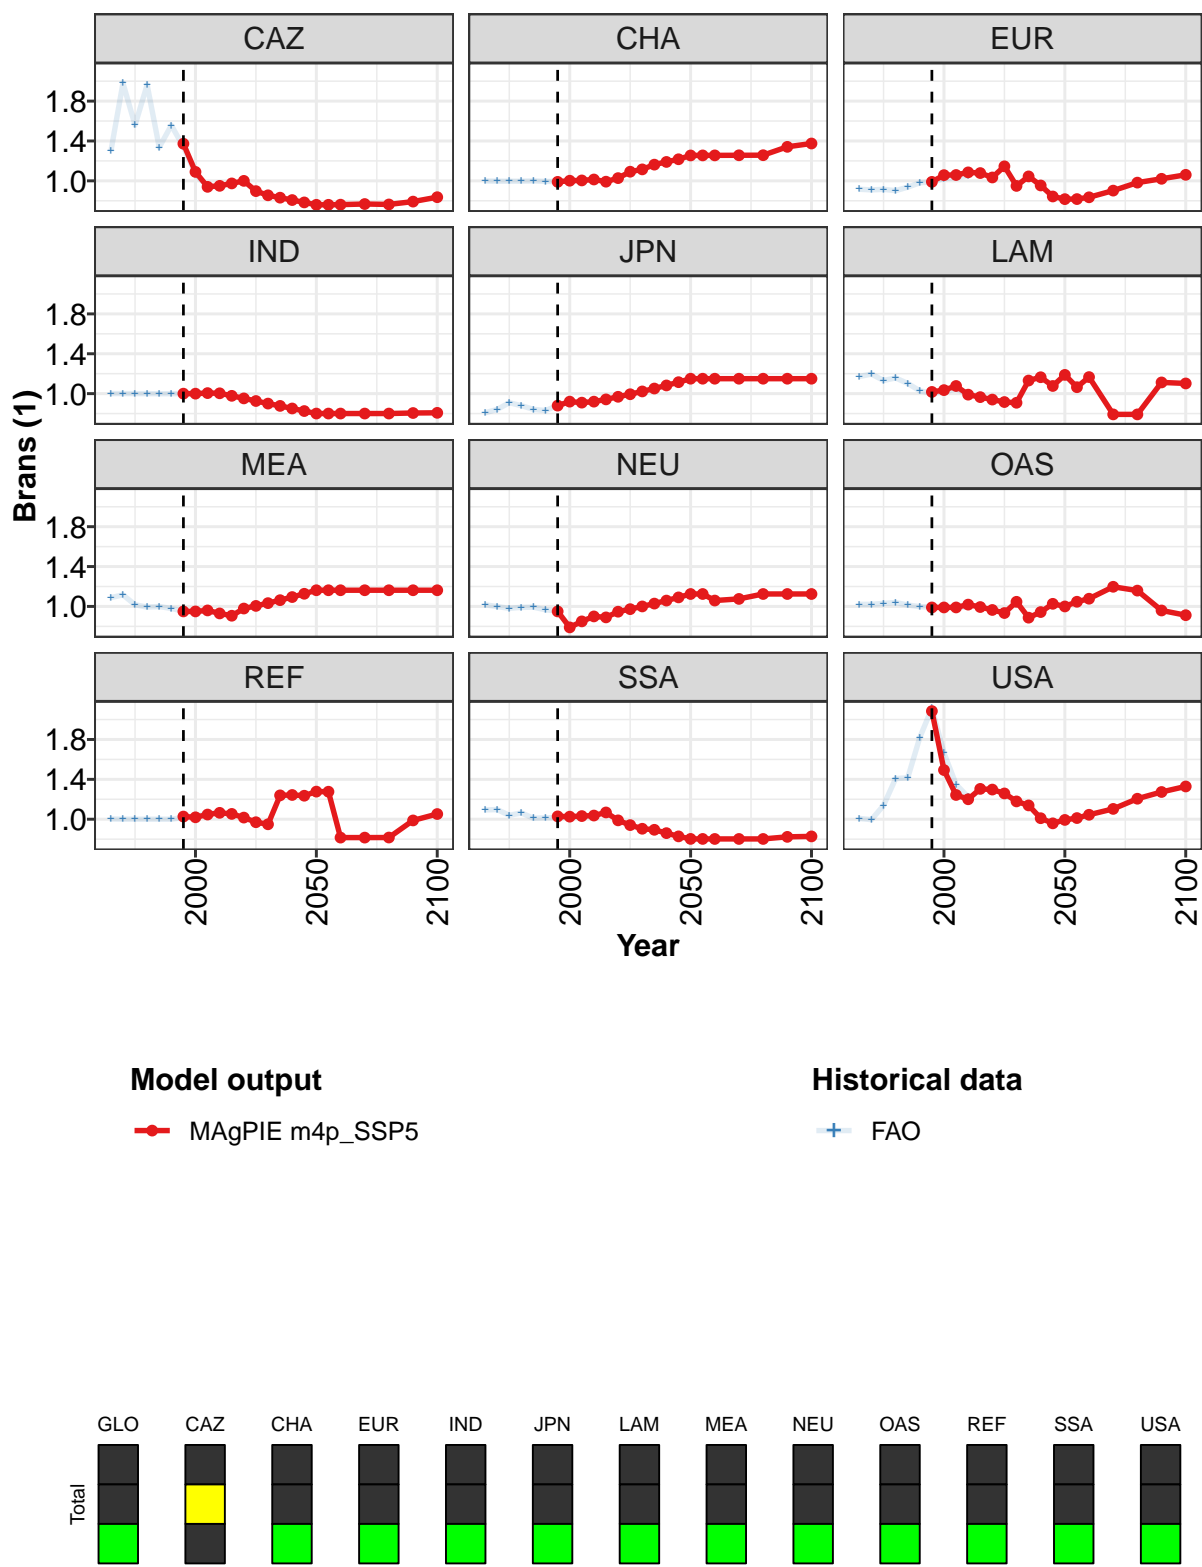 CAZ CHA EUR
1.8
1.4
1.0
IND JPN LAM
1.8
1.4
1.0
MEA NEU OAS
1.8
1.4
1.0
REF SSA USA
1.8
1.4
1.0
Brans (1)
2000 2050 2100 2000 2050 2100 2000 2050 2100
Year
Model output Historical data
MAgPIE m4p_SSP5 FAO
GLO CAZ CHA EUR IND JPN LAM MEA NEU OAS REF SSA USA
Total